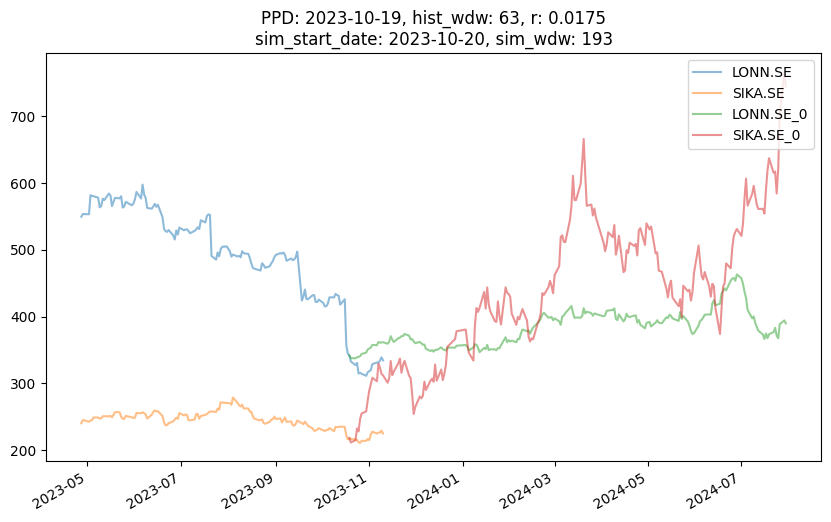 PPD: 2023-10-19, hist_wdw: 63, r: 0.0175
sim_start_date: 2023-10-20, sim_wdw: 193
LONN.SE
SIKA.SE
LONN.SE_0
SIKA.SE_0
700
600
500
400
300
200
2023-05
2023-07
2023-09
2023-11
2024-01
2024-03
2024-05
2024-07